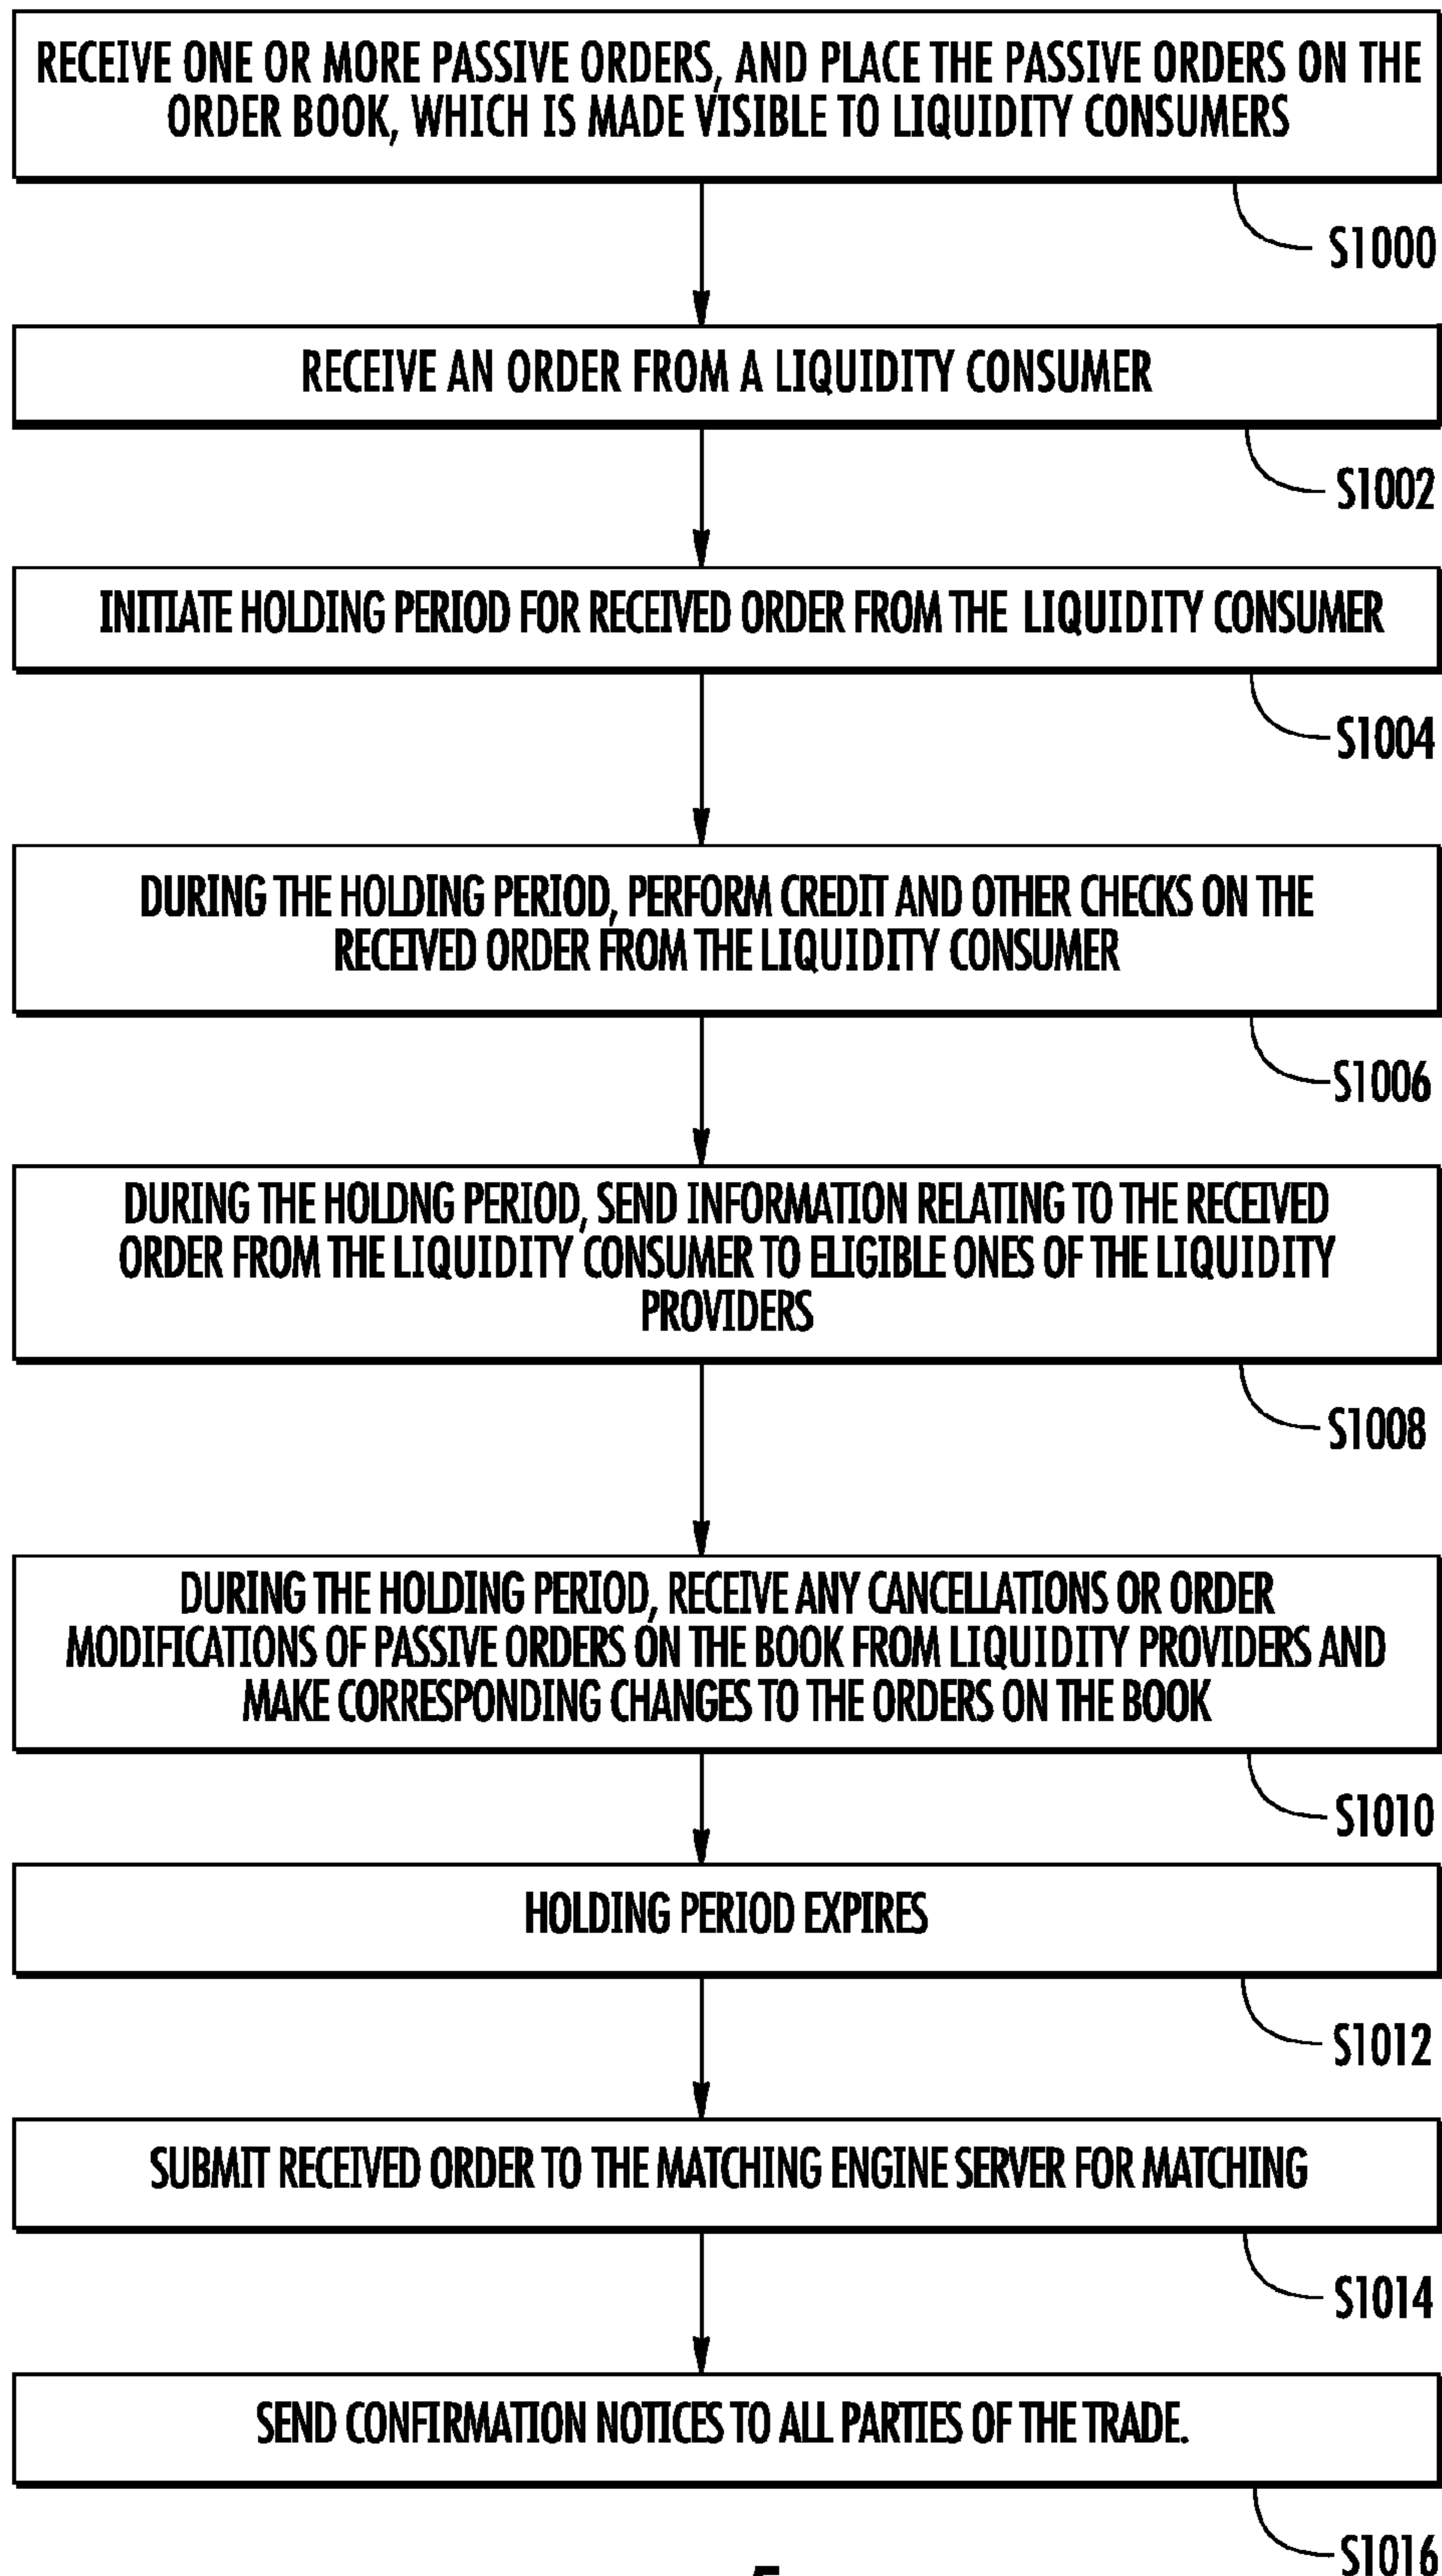 RECEIVE ONE OR MORE PASSIVE ORDERS, AND PLACE THE PASSIVE ORDERS ON THE
ORDER BOOK, WHICH IS MADE VISIBLE TO LIQUIDITY CONSUMERS
S1000
RECEIVE AN ORDER FROM A LIQUIDITY CONSUMER
S1002
INITIATE HOLDING PERIOD FOR RECEIVED ORDER FROM THE LIQUIDITY CONSUMER
S1004
DURING THE HOLDING PERIOD, PERFORM CREDIT AND OTHER CHECKS ON THE
RECEIVED ORDER FROM THE LIQUIDITY CONSUMER
S1006
DURING THE HOLDNG PERIOD, SEND INFORMATION RELATING TO THE RECEIVED
ORDER FROM THE LIQUIDITY CONSUMER TO ELIGIBLE ONES OF THE LIQUIDITY
PROVIDERS
S1008
DURING THE HOLDING PERIOD, RECEIVE ANY CANCELLATIONS OR ORDER
MODIFICATIONS OF PASSIVE ORDERS ON THE BOOK FROM LIQUIDITY PROVIDERS AND
MAKE CORRESPONDING CHANGES TO THE ORDERS ON THE BOOK
S1010
HOLDING PERIOD EXPIRES
S1012
SUBMIT RECEIVED ORDER TO THE MATCHING ENGINE SERVER FOR MATCHING
S1014
SEND CONFIRMATION NOTICES TO ALL PARTIES OF THE TRADE.
S1016